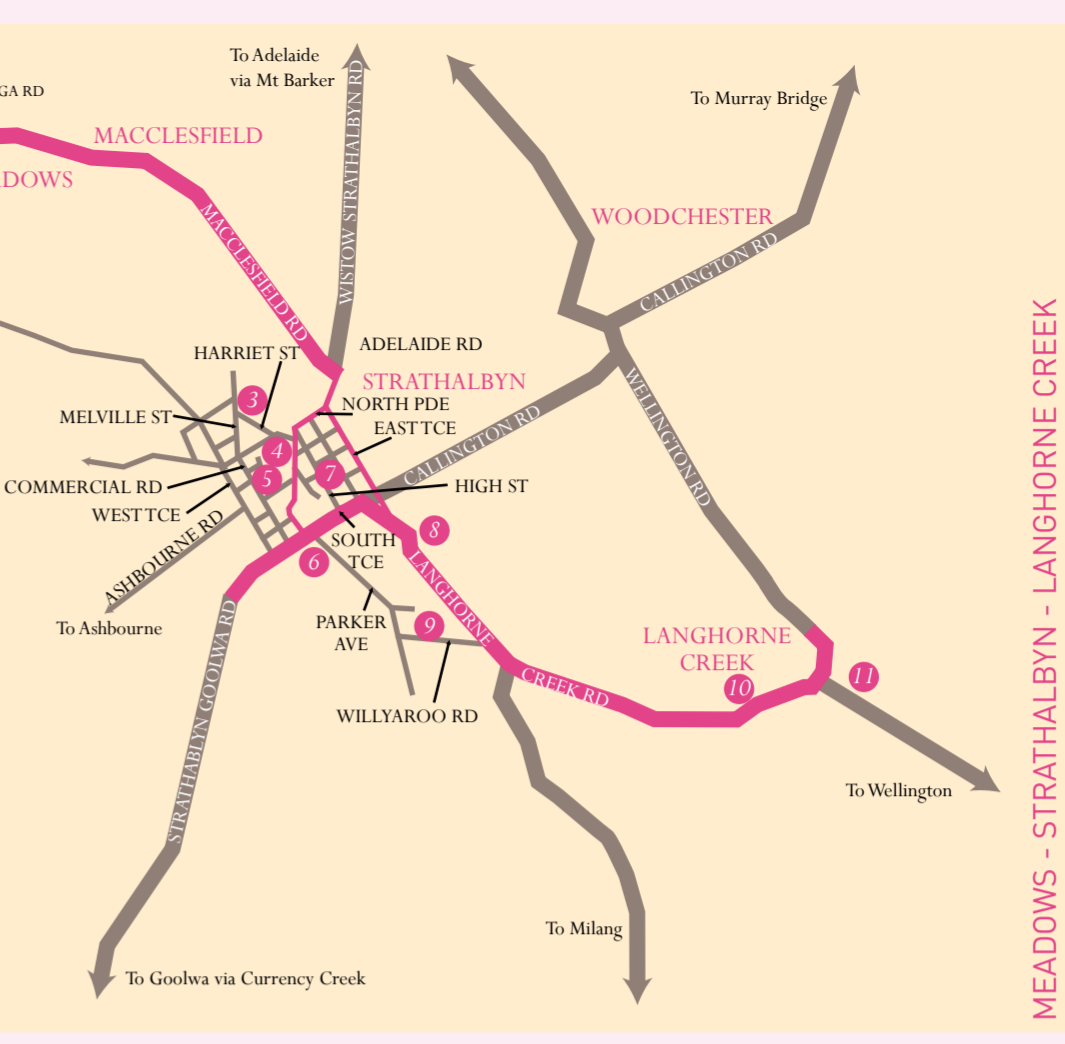 To Adelaide
via Mt Barker
GA RD
To Murray Bridge
MACCLESFIELD
DOWS
WISTOW STRATHALBYN RD
WOODCHESTER
MACCLESFIELD RD
CALLINGTON RD
HARRIET ST
ADELAIDE RD
STRATHALBYN
3
NORTH PDE
MELVILLE ST
EAST TCE
CALLINGTON RD
WELLINGTON RD
4
5
7
COMMERCIAL RD
HIGH ST
WEST TCE
ASHBOURNE RD
8
SOUTH
TCE
6
LANGHORNE
To Ashbourne
PARKER
AVE
9
STRATHABLYN GOOLWA RD
LANGHORNE
CREEK
CREEK RD
10
11
WILLYAROO RD
To Wellington
To Milang
To Goolwa via Currency Creek
MEADOWS - STRATHALBYN - LANGHORNE CREEK